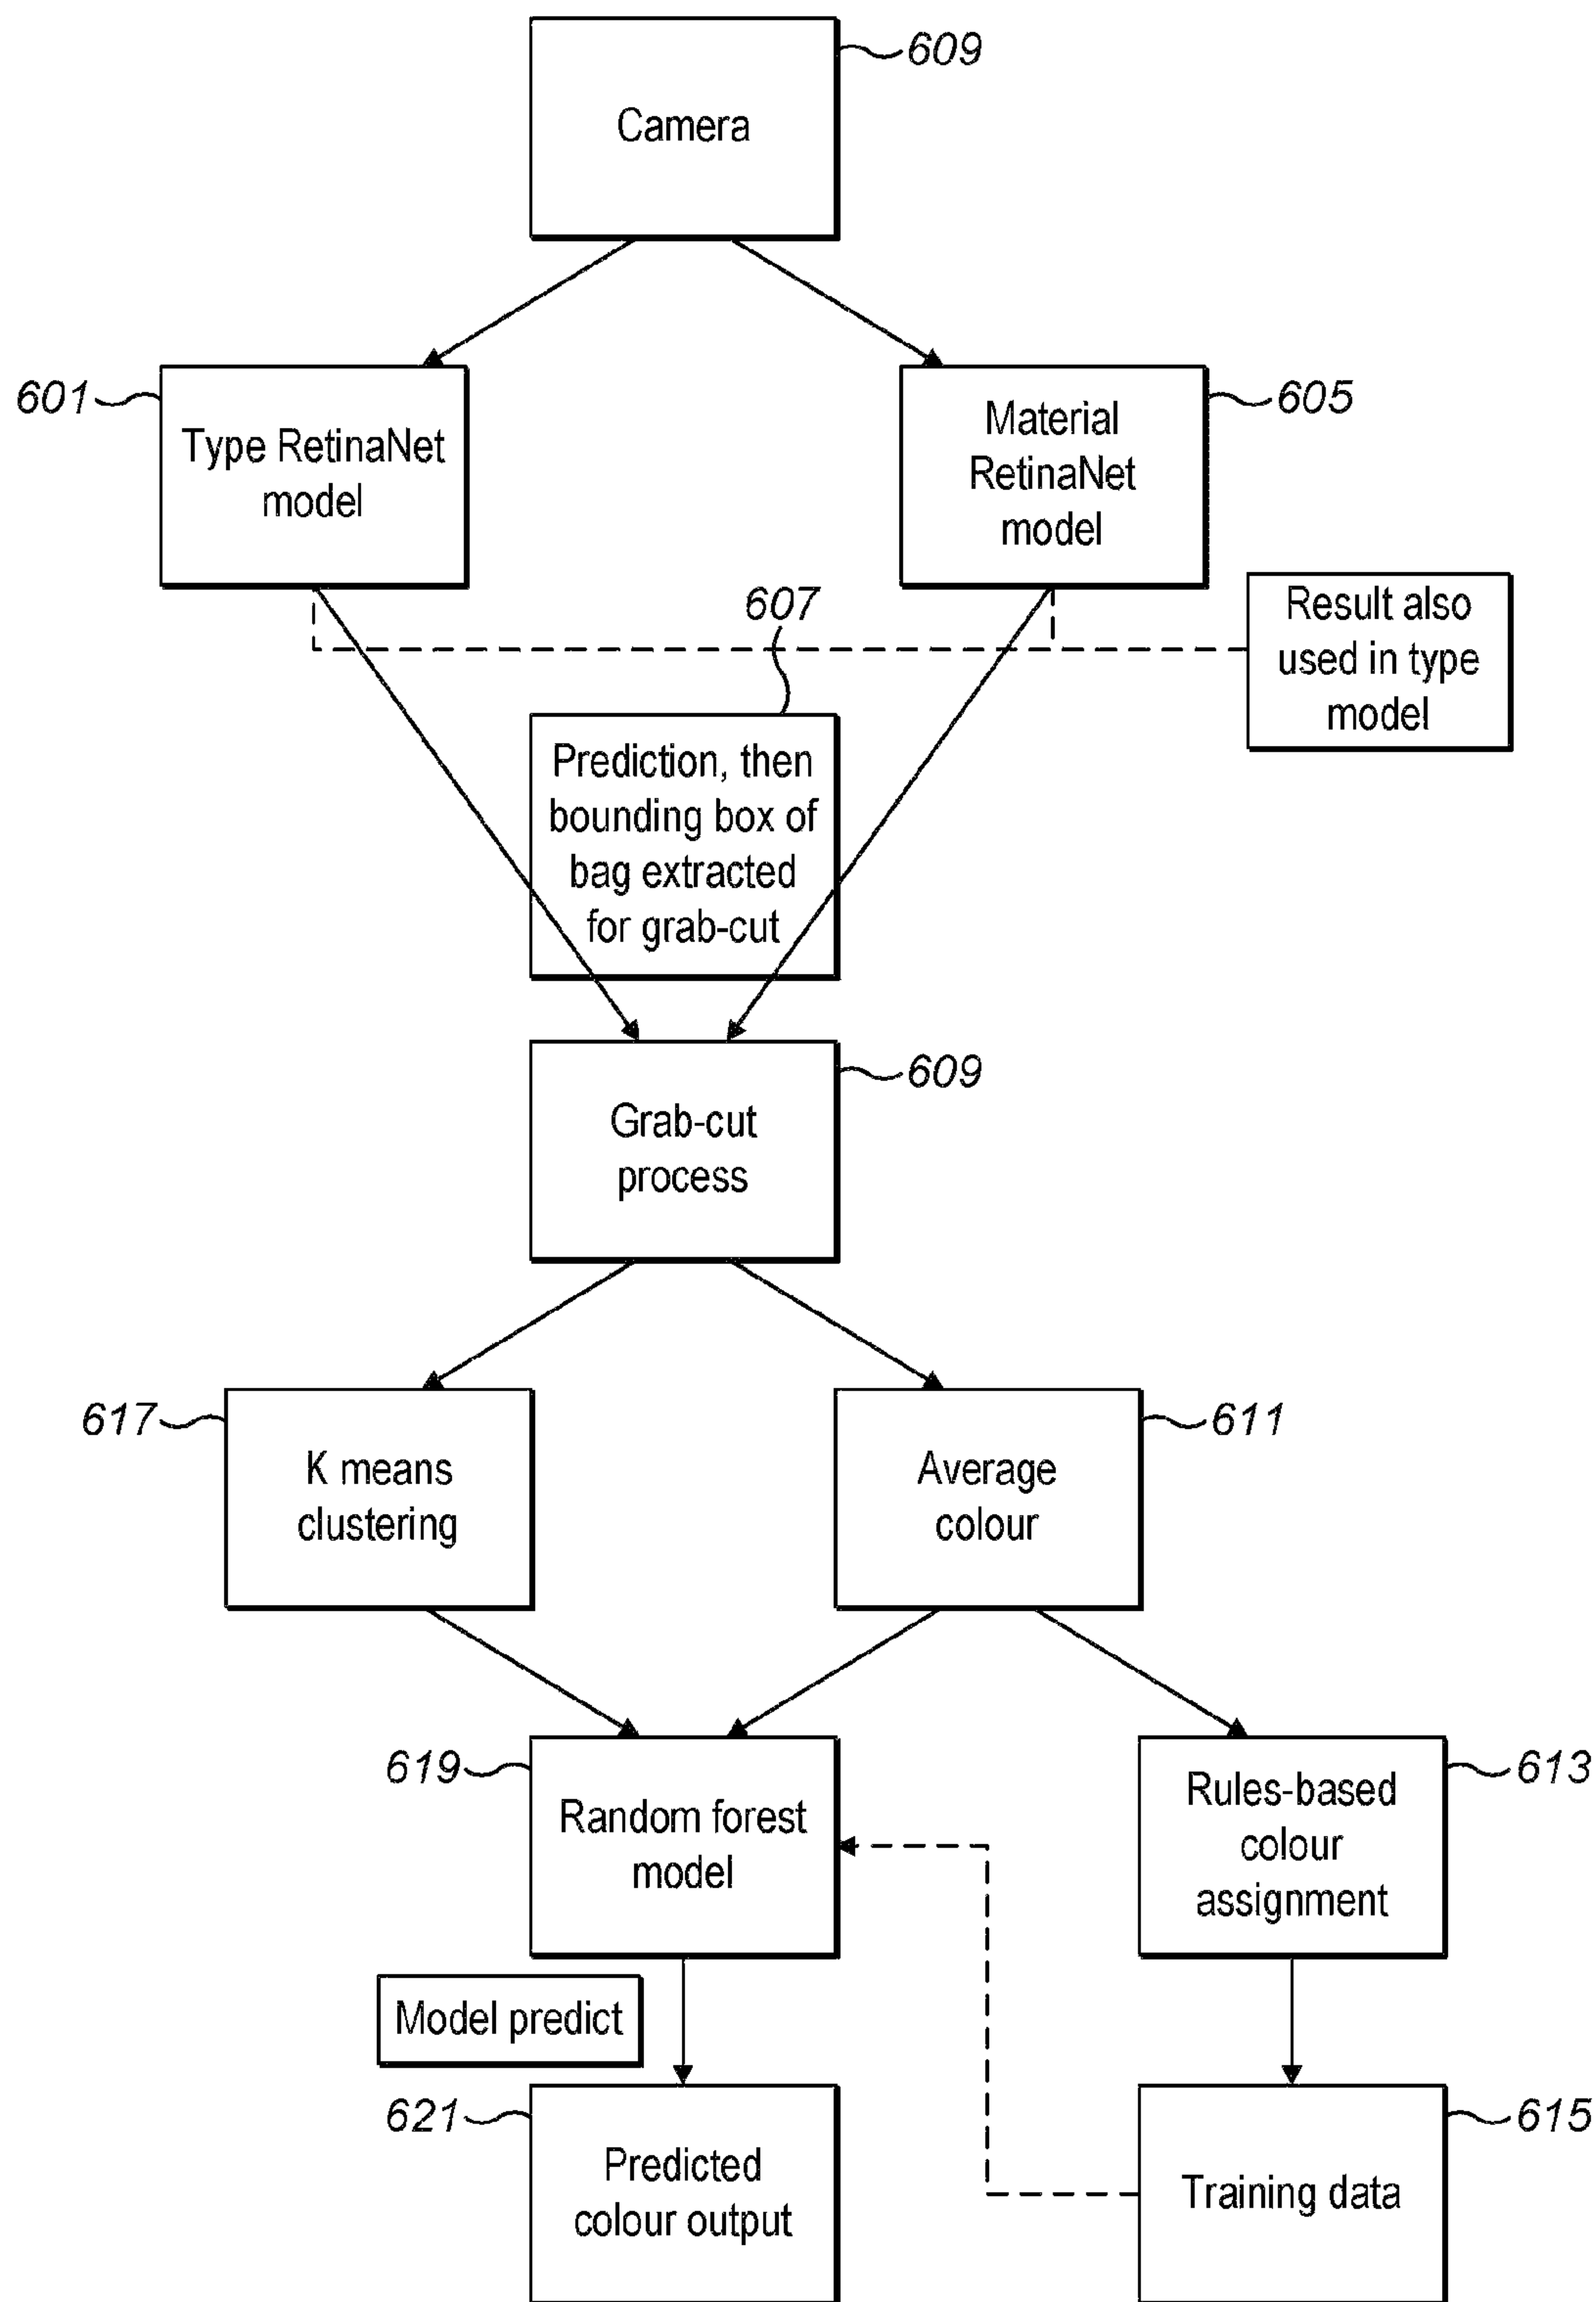 609
Camera
601
Type RetinaNet
model
605
Material
RetinaNet
model
607
Result also
used in type
model
Prediction, then
bounding box of
bag extracted
for grab-cut
609
Grab-cut
process
617
K means
clustering
611
Average
colour
619
Random forest
model
613
Rules-based
colour
assignment
Model predict
621
Predicted
colour output
615
Training data